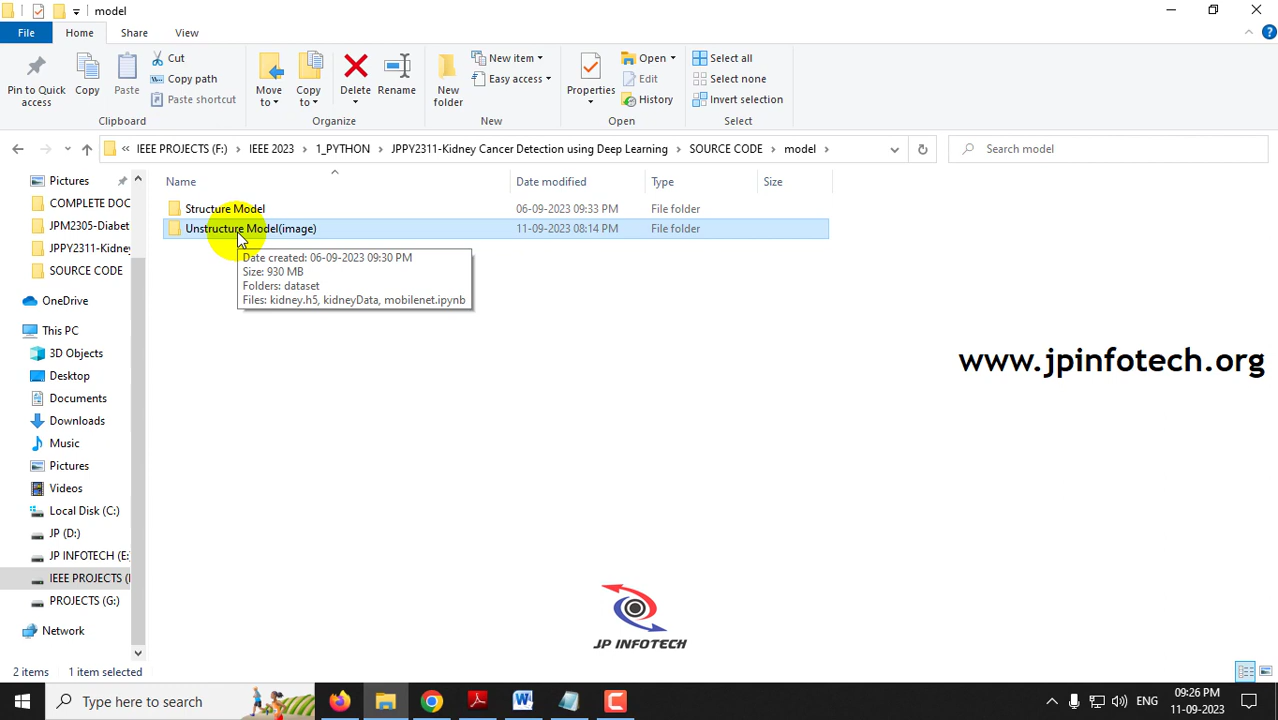 model
File
Home
Share
View
Pin to Quick access
Copy
Paste
Cut
Copy path
Paste shortcut
Clipboard
Move to
Copy to
Delete
Rename
Organize
New folder
New item
Easy access
New
Properties
Open
Edit
History
Open
Select all
Select none
Invert selection
Select
« IEEE PROJECTS (F:) > IEEE 2023 > 1_PYTHON > JPPY2311-Kidney Cancer Detection using Deep Learning > SOURCE CODE > model >
Search model
Name
Date modified
Type
Size
Structure Model 06-09-2023 09:33 PM File folder
Unstructure Model(image) 11-09-2023 08:14 PM File folder
Date created: 06-09-2023 09:30 PM
Size: 930 MB
Folders: dataset
Files: kidney.h5, kidneyData, mobilenet.ipynb
Pictures
COMPLETE DOC
JPM2305-Diabet
JPPY2311-Kidney
SOURCE CODE
OneDrive
This PC
3D Objects
Desktop
Documents
Downloads
Music
Pictures
Videos
Local Disk (C:)
JP (D:)
JP INFOTECH (E:
IEEE PROJECTS (
PROJECTS (G:)
Network
www.jpinfotech.org
JP INFOTECH
2 items
1 item selected
Type here to search
ENG
09:26 PM
11-09-2023